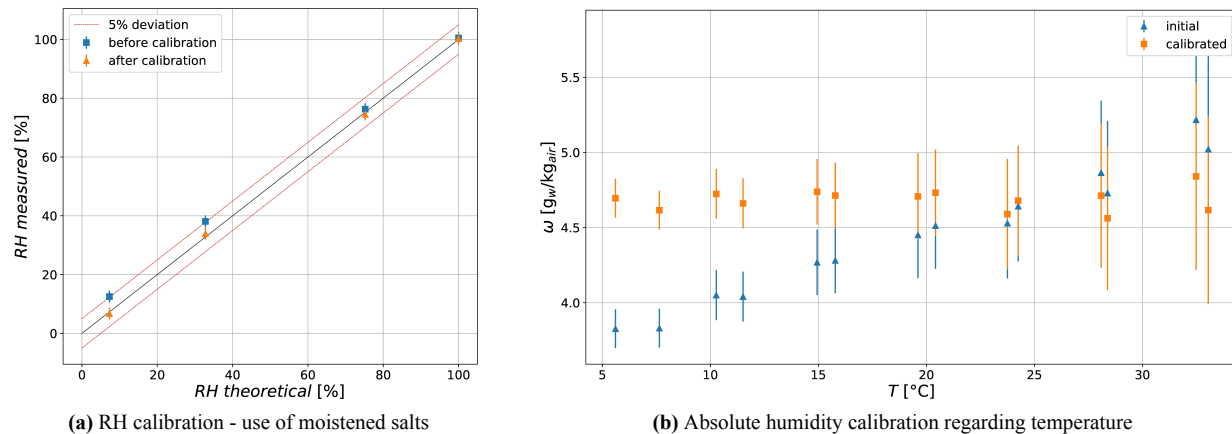 5% deviation
before calibration
after calibration
100
80
60
40
20
0
RH measured [%]
0 20 40 60 80 100
RH theoretical [%]
(a) RH calibration - use of moistened salts
initial
calibrated
5.5
5.0
4.5
4.0
ω [g_w/kg_air]
5 10 15 20 25 30
T [°C]
(b) Absolute humidity calibration regarding temperature